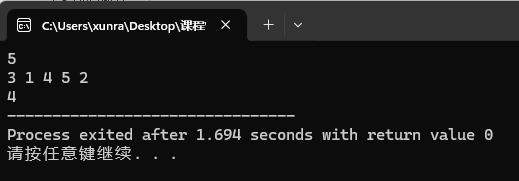 C:\Users\xunra\Desktop\课程
5
3 1 4 5 2
4
--------------------------------
Process exited after 1.694 seconds with return value 0
请按任意键继续. . .